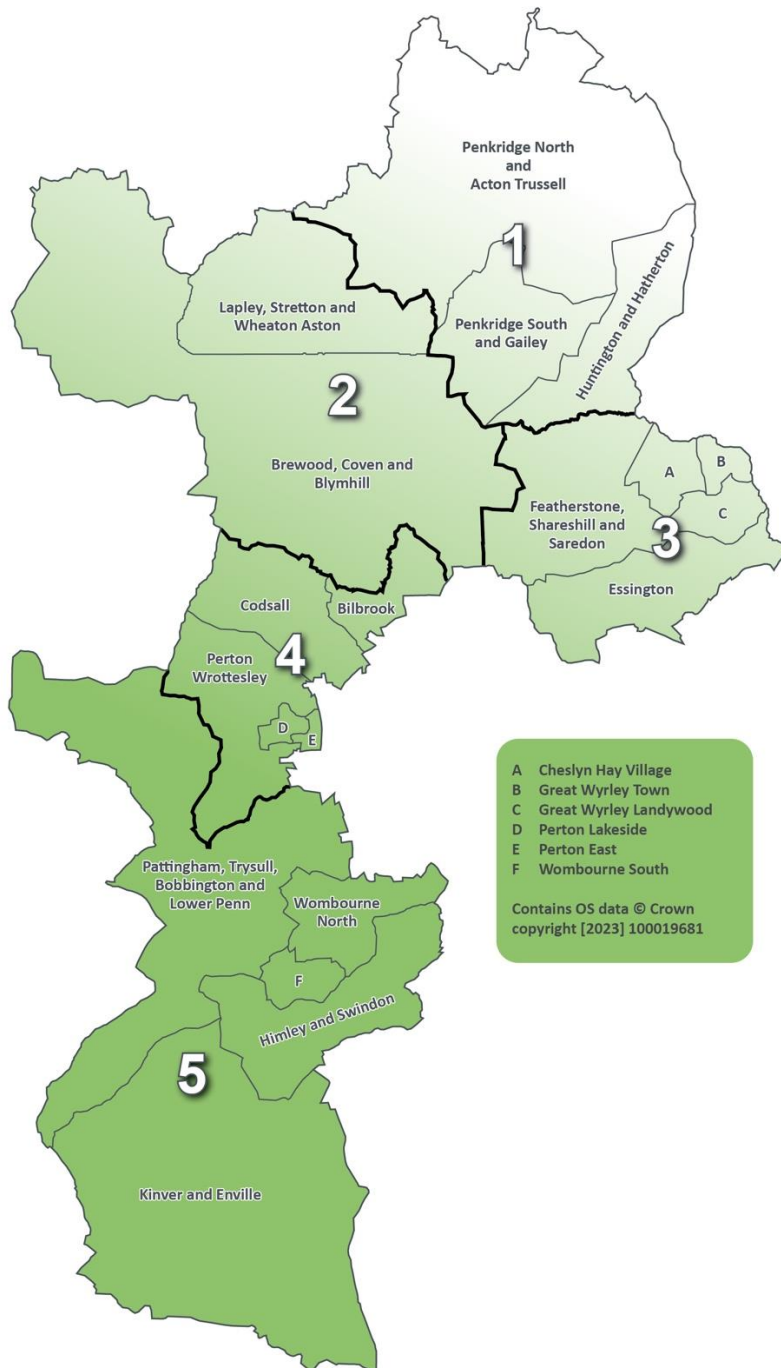 Penkridge North
and
Acton Trussell
1
Huntington and Hatherton
Lapley, Stretton and
Wheaton Aston
Penkridge South
and Gailey
2
Brewood, Coven and
Blymhill
A
B
C
Featherstone,
Shareshill and
Saredon
3
Essington
Codsall
Bilbrook
4
Perton
Wrottesley
D
E
A Cheslyn Hay Village
B Great Wyrley Town
C Great Wyrley Landywood
D Perton Lakeside
E Perton East
F Wombourne South
Contains OS data © Crown
copyright [2023] 100019681
Pattingham, Trysull,
Bobbington and
Lower Penn
Wombourne
North
F
Himley and Swindon
5
Kinver and Enville